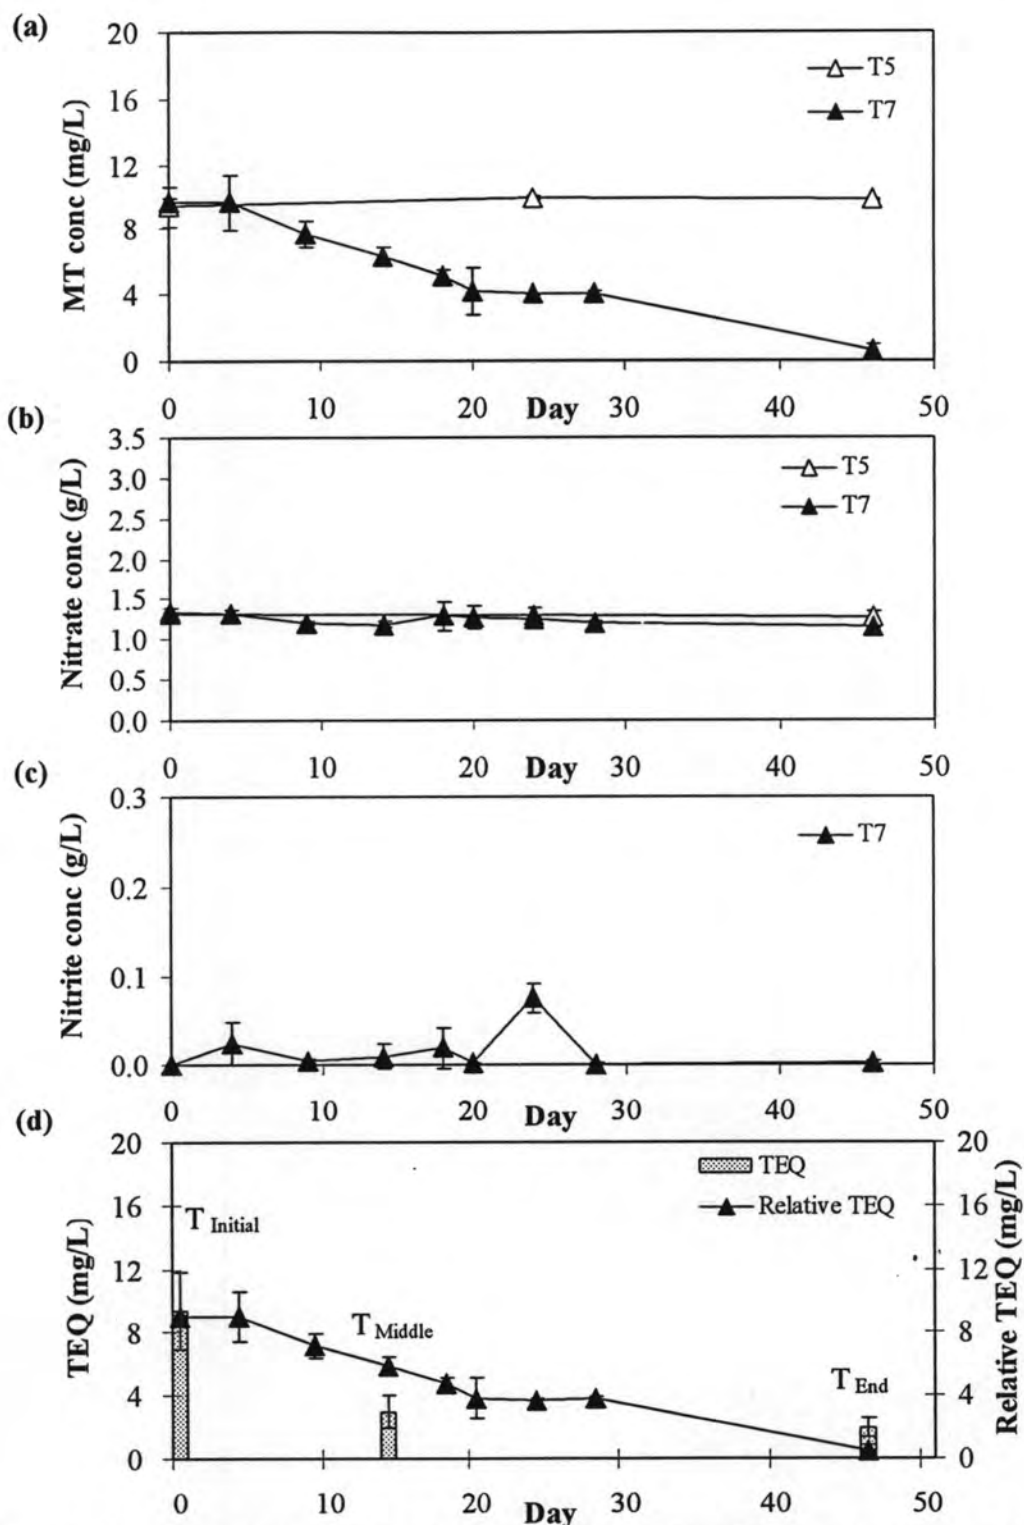 (a)
20
16
12
8
4
0
MT conc (mg/L)
T5
T7
0 10 20 30 40 50
Day
(b)
3.5
3.0
2.5
2.0
1.5
1.0
0.5
0.0
Nitrate conc (g/L)
T5
T7
0 10 20 30 40 50
Day
(c)
0.3
0.2
0.1
0.0
Nitrite conc (g/L)
T7
0 10 20 30 40 50
Day
(d)
20
16
12
8
4
0
TEQ (mg/L)
TEQ
Relative TEQ
T Initial
T Middle
T End
20
16
12
8
4
0
Relative TEQ (mg/L)
0 10 20 30 40 50
Day